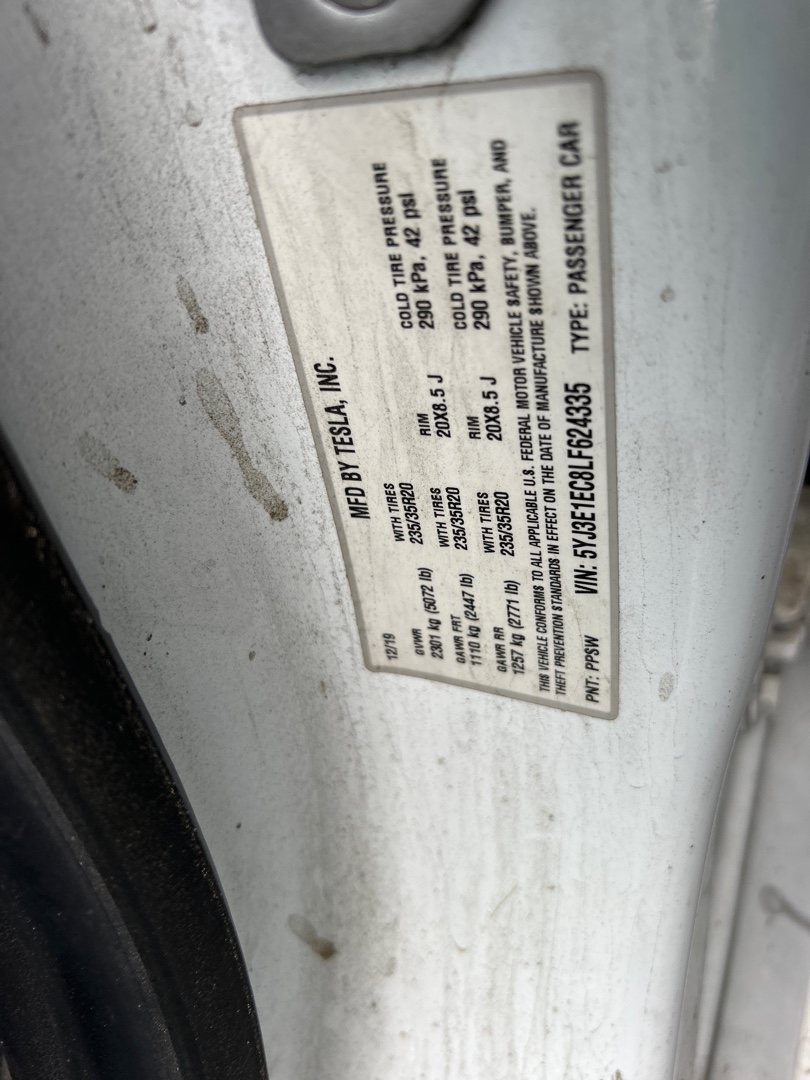 MFD BY TESLA, INC.
12/19
GVWR
2301 kg (5072 lb)
WITH TIRES
235/35R20
RIM
20X8.5 J
COLD TIRE PRESSURE
290 kPa, 42 psi
GAWR FRT
1110 kg (2447 lb)
WITH TIRES
235/35R20
RIM
20X8.5 J
COLD TIRE PRESSURE
290 kPa, 42 psi
GAWR RR
1257 kg (2771 lb)
WITH TIRES
235/35R20
THIS VEHICLE CONFORMS TO ALL APPLICABLE U.S. FEDERAL MOTOR VEHICLE SAFETY, BUMPER, AND
THEFT PREVENTION STANDARDS IN EFFECT ON THE DATE OF MANUFACTURE SHOWN ABOVE.
PNT: PPSW VIN: 5YJ3E1EC8LF624335 TYPE: PASSENGER CAR